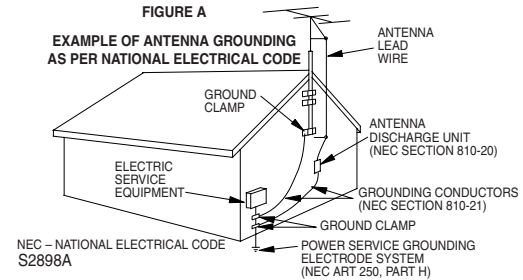 FIGURE A
EXAMPLE OF ANTENNA GROUNDING
AS PER NATIONAL ELECTRICAL CODE
ANTENNA
LEAD
WIRE
GROUND
CLAMP
ANTENNA
DISCHARGE UNIT
(NEC SECTION 810-20)
ELECTRIC
SERVICE
EQUIPMENT
GROUNDING CONDUCTORS
(NEC SECTION 810-21)
GROUND CLAMP
POWER SERVICE GROUNDING
ELECTRODE SYSTEM
(NEC ART 250, PART H)
NEC – NATIONAL ELECTRICAL CODE
S2898A